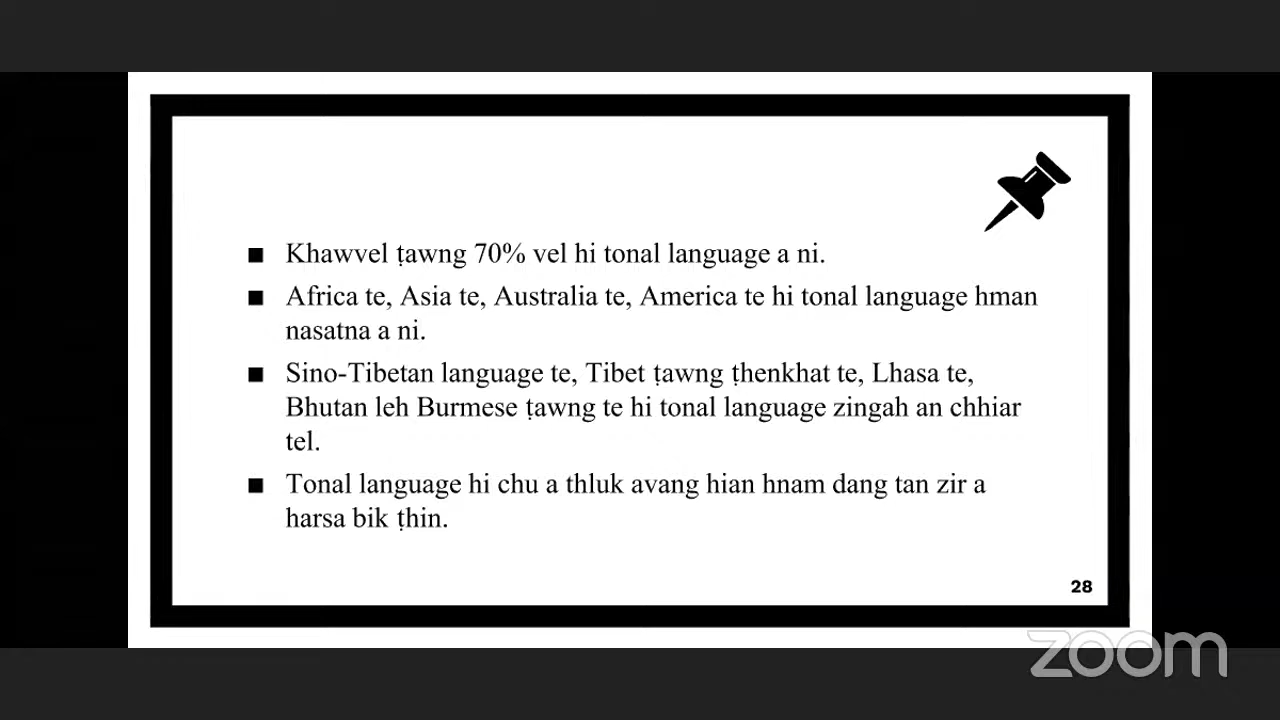 ■ Khawvel ṭawng 70% vel hi tonal language a ni.
■ Africa te, Asia te, Australia te, America te hi tonal language hman
nasatna a ni.
■ Sino-Tibetan language te, Tibet ṭawng ṭhenkhat te, Lhasa te,
Bhutan leh Burmese ṭawng te hi tonal language zingah an chhiar
tel.
■ Tonal language hi chu a thluk avang hian hnam dang tan zir a
harsa bik ṭhin.
28
zoom